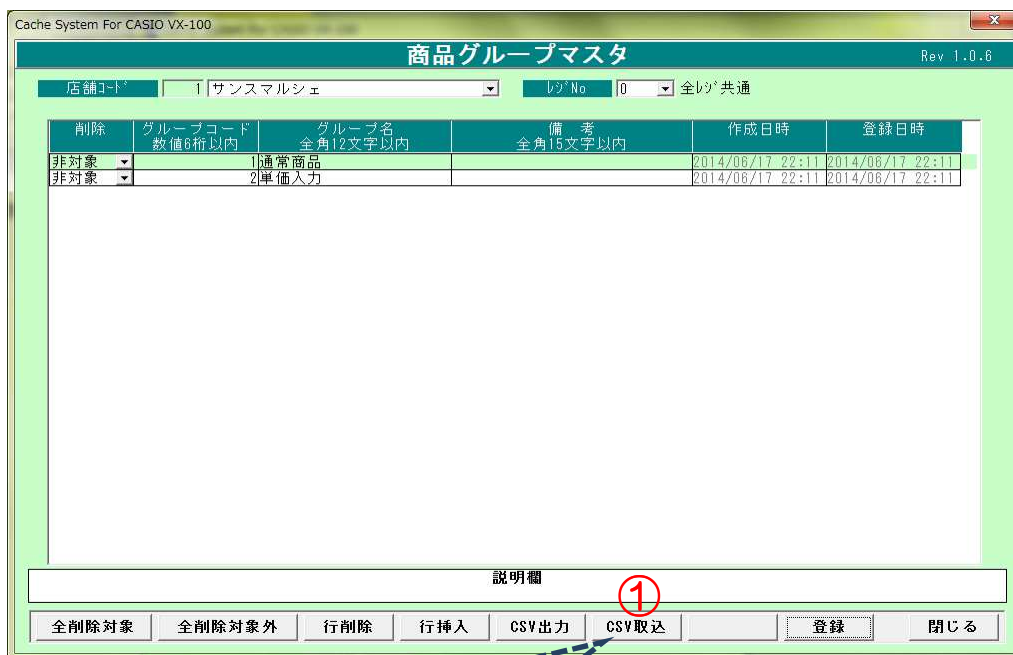 Cache System For CASIO VX-100
商品グループマスタ
Rev 1.0.6
店舗ｺｰﾄﾞ 1 サンスマルシェ ﾚｼﾞNo 0 全ﾚｼﾞ共通
削除 グループコード グループ名 備 考 作成日時 登録日時
数値6桁以内 全角12文字以内 全角15文字以内
非対象 1 通常商品 2014/06/17 22:11 2014/06/17 22:11
非対象 2 単価入力 2014/06/17 22:11 2014/06/17 22:11
説明欄
①
全削除対象 全削除対象外 行削除 行挿入 CSV出力 CSV取込 登録 閉じる